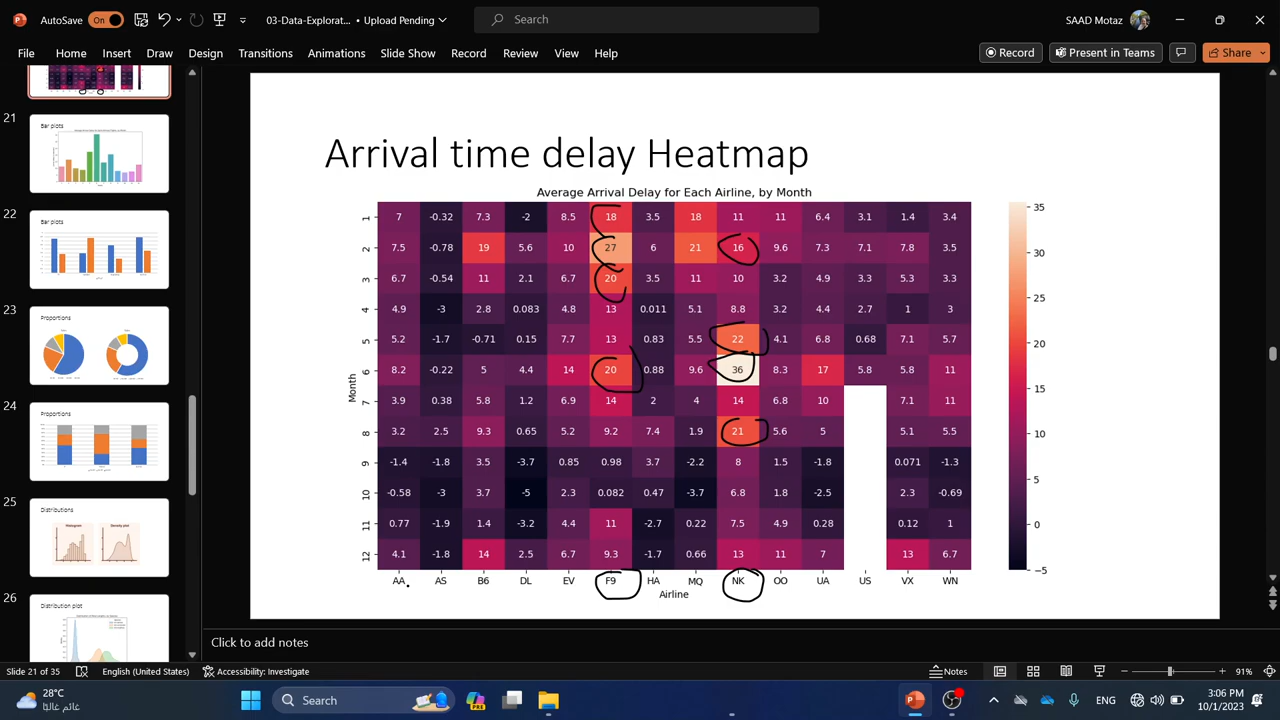 AutoSave On 03-Data-Explorat... • Upload Pending Search SAAD Motaz
File Home Insert Draw Design Transitions Animations Slide Show Record Review View Help Record Present in Teams Share
21
Bar plots
22
Bar plots
23
Proportions
24
Proportions
25
Distributions
Histogram Density plot
26
Distribution plot
Arrival time delay Heatmap
Average Arrival Delay for Each Airline, by Month
1 7 -0.32 7.3 -2 8.5 18 3.5 18 11 11 6.4 3.1 1.4 3.4
2 7.5 -0.78 19 5.6 10 27 6 21 16 9.6 7.3 7.1 7.8 3.5
3 6.7 -0.54 11 2.1 6.7 20 3.5 11 10 3.2 4.9 3.3 5.3 3.3
4 4.9 -3 2.8 0.083 4.8 13 0.011 5.1 8.8 3.2 4.4 2.7 1 3
5 5.2 -1.7 -0.71 0.15 7.7 13 0.83 5.5 22 4.1 6.8 0.68 7.1 5.7
6 8.2 -0.22 5 4.4 14 20 0.88 9.6 36 8.3 17 5.8 5.8 11
7 3.9 0.38 5.8 1.2 6.9 14 2 4 14 6.8 10 7.1 11
8 3.2 2.5 9.3 0.65 5.2 9.2 7.4 1.9 21 5.6 5 5.1 5.5
9 -1.4 -1.8 3.5 -3.7 0.85 0.98 3.7 -2.2 8 1.5 -1.8 0.071 -1.3
10 -0.58 -3 3.7 -5 2.3 0.082 0.47 -3.7 6.8 1.8 -2.5 2.3 -0.69
11 0.77 -1.9 1.4 -3.2 4.4 11 -2.7 0.22 7.5 4.9 0.28 0.12 1
12 4.1 -1.8 14 2.5 6.7 9.3 -1.7 0.66 13 11 7 13 6.7
AA AS B6 DL EV F9 HA MQ NK OO UA US VX WN
Month
Airline
35
30
25
20
15
10
5
0
−5
Click to add notes
Slide 21 of 35 English (United States) Accessibility: Investigate Notes 91%
28°C
غائم غالبًا
Search
PRE
ENG
3:06 PM
10/1/2023